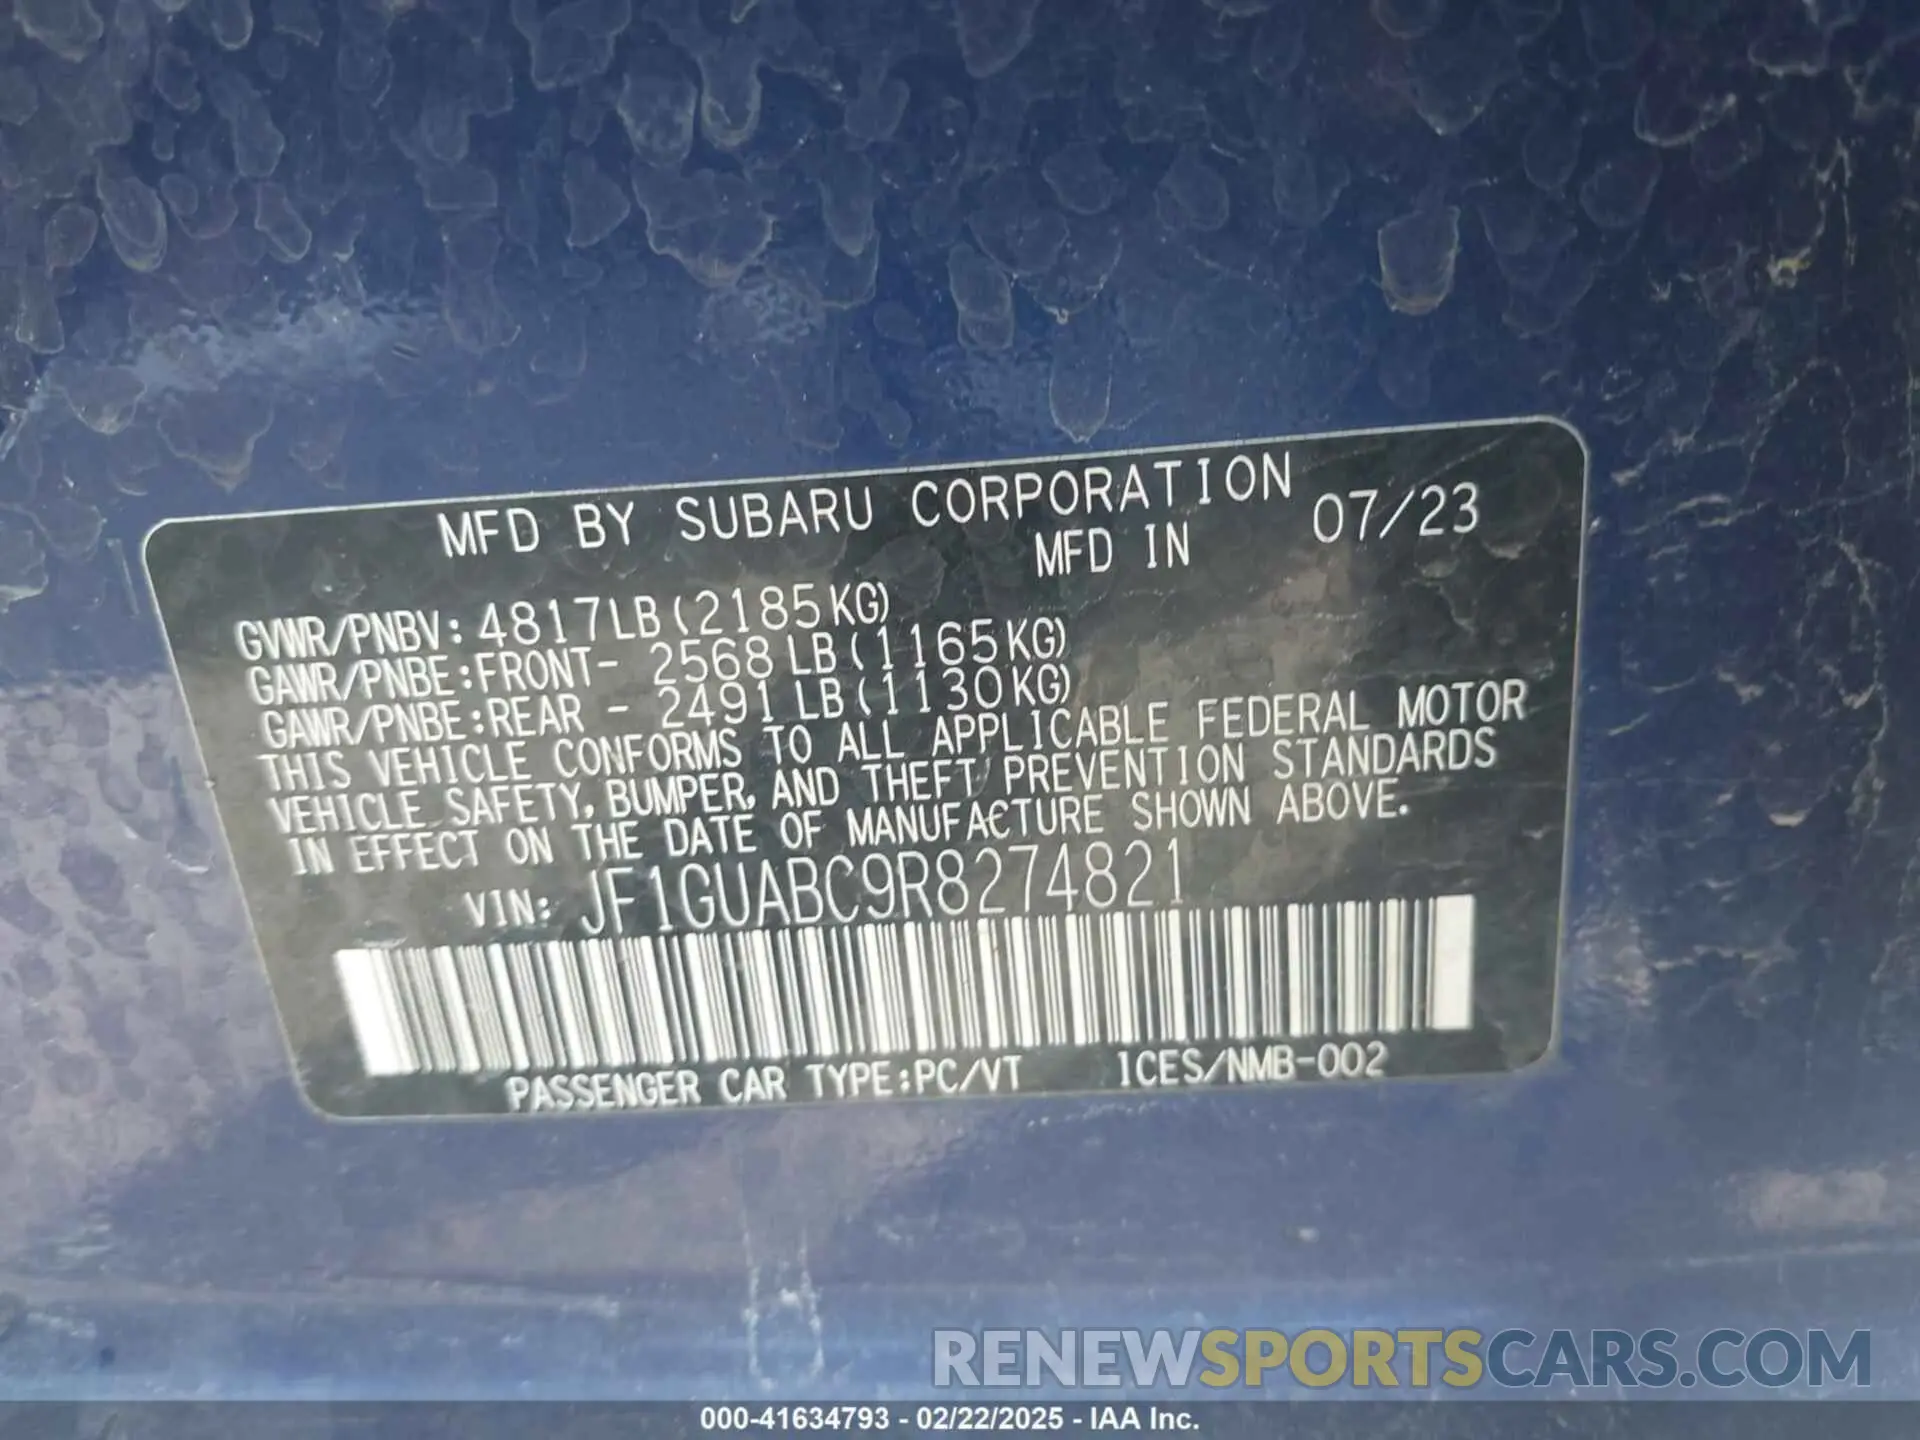 MFD BY SUBARU CORPORATION
MFD IN 07/23
GVWR/PNBV: 4817LB(2185KG)
GAWR/PNBE:FRONT- 2568 LB(1165KG)
GAWR/PNBE:REAR - 2491 LB(1130KG)
THIS VEHICLE CONFORMS TO ALL APPLICABLE FEDERAL MOTOR
VEHICLE SAFETY, BUMPER, AND THEFT PREVENTION STANDARDS
IN EFFECT ON THE DATE OF MANUFACTURE SHOWN ABOVE.
VIN: JF1GUABC9R8274821
PASSENGER CAR TYPE:PC/VT ICES/NMB-002
RENEWSPORTSCARS.COM
000-41634793 - 02/22/2025 - IAA Inc.